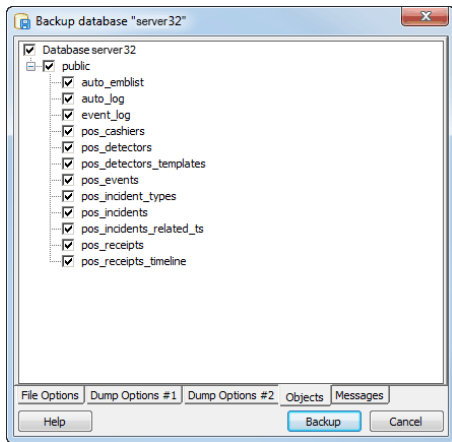 Backup database "server32"
Database server32
public
auto_emblist
auto_log
event_log
pos_cashiers
pos_detectors
pos_detectors_templates
pos_events
pos_incident_types
pos_incidents
pos_incidents_related_ts
pos_receipts
pos_receipts_timeline
File Options Dump Options #1 Dump Options #2 Objects Messages
Help Backup Cancel